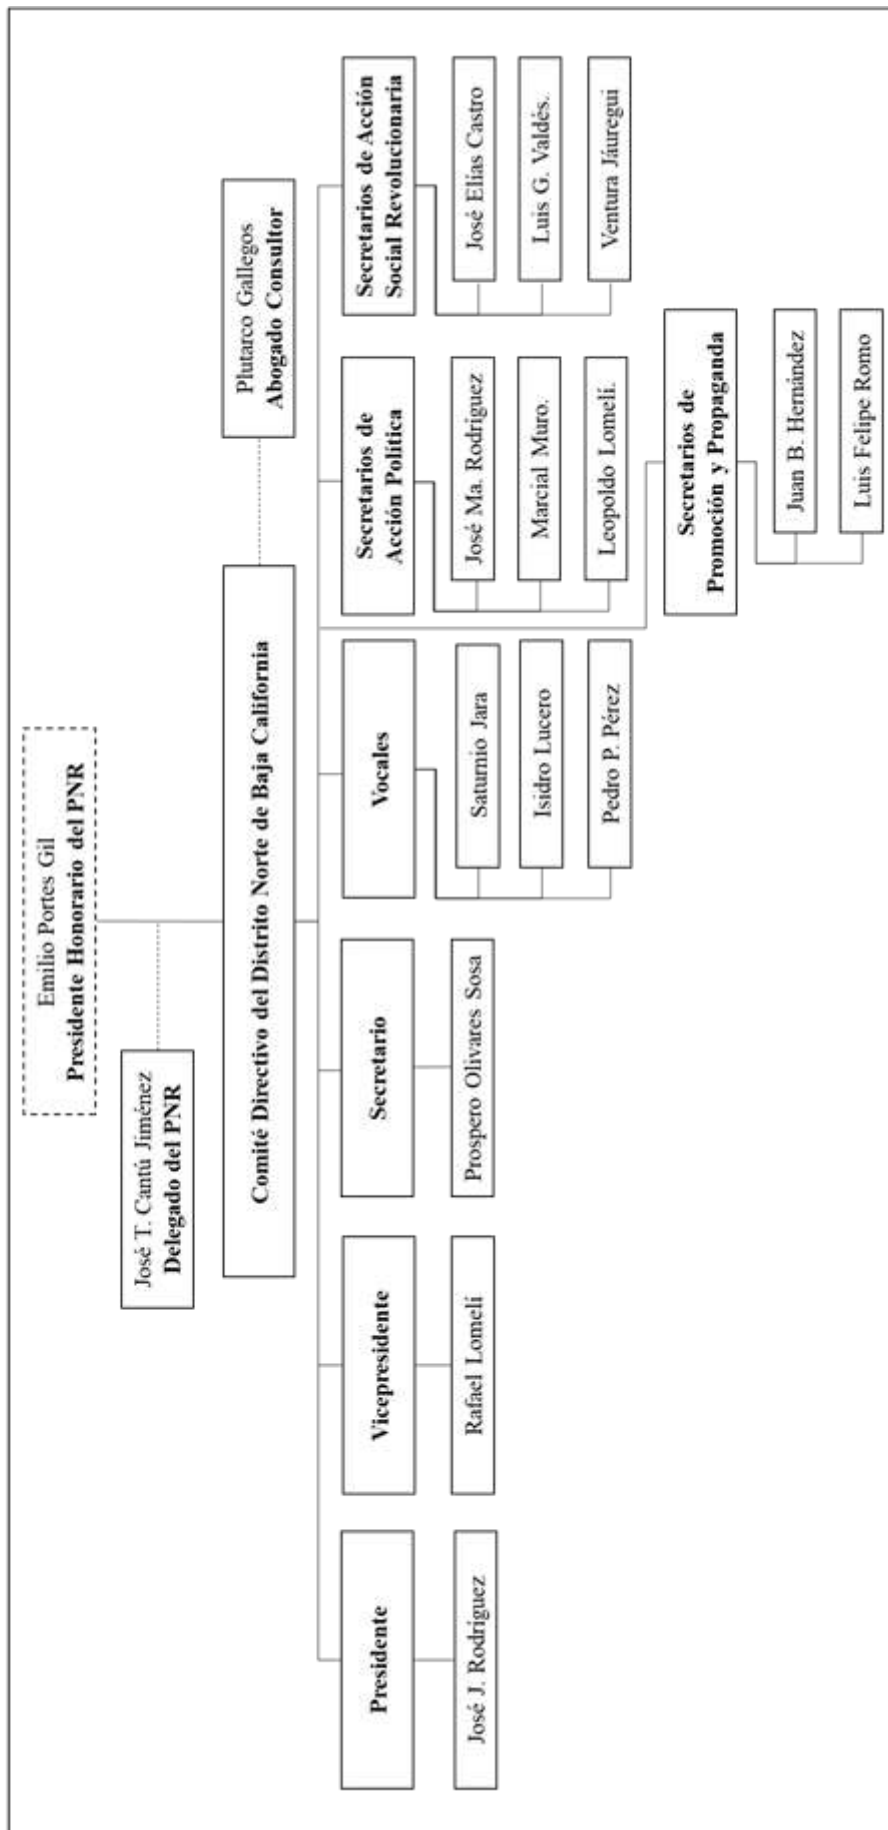 Emilio Portes Gil
Presidente Honorario del PNR
José T. Cantú Jiménez
Delegado del PNR
Plutarco Gallegos
Abogado Consultor
Comité Directivo del Distrito Norte de Baja California
Presidente
José J. Rodriguez
Vicepresidente
Rafael Lomelí
Secretario
Prospero Olivares Sosa
Vocales
Saturnio Jara
Isidro Lucero
Pedro P. Pérez
Secretarios de
Acción Política
José Ma. Rodriguez
Marcial Muro.
Leopoldo Lomelí.
Secretarios de Acción
Social Revolucionaria
José Elías Castro
Luis G. Valdés.
Ventura Jáuregui
Secretarios de
Promoción y Propaganda
Juan B. Hernández
Luis Felipe Romo